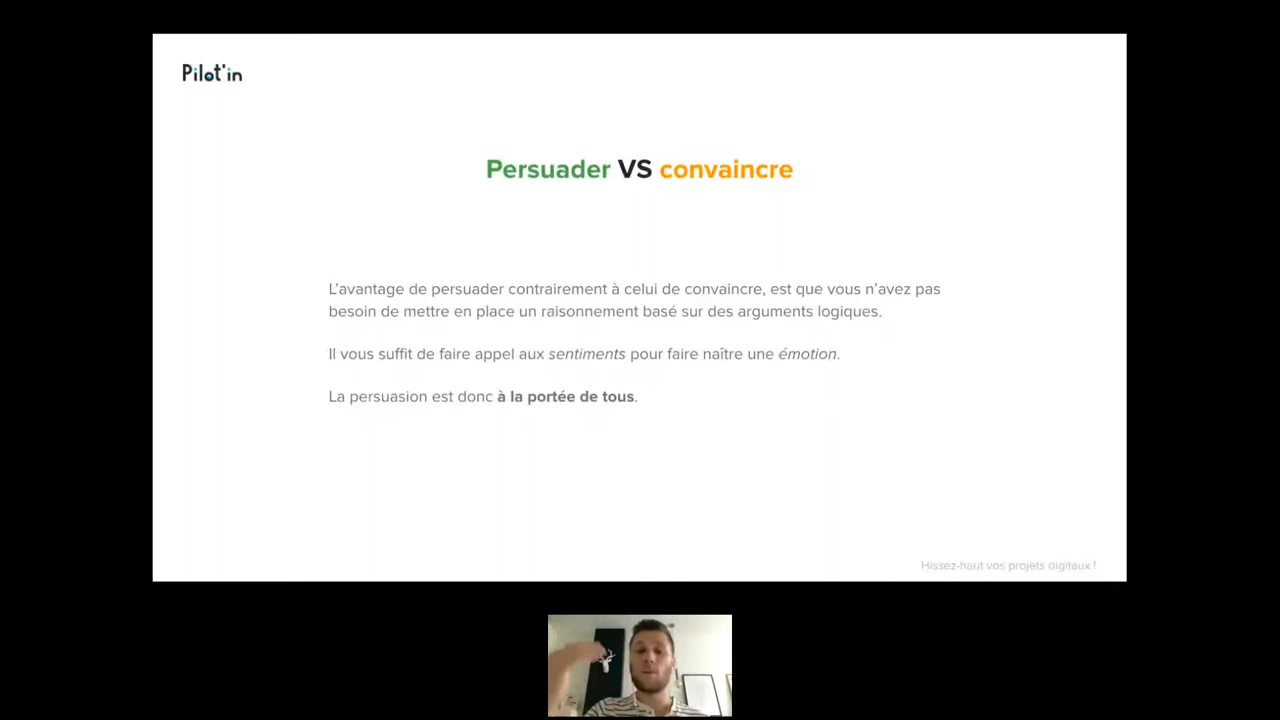 Pilot'in
Persuader VS convaincre
L'avantage de persuader contrairement à celui de convaincre, est que vous n'avez pas
besoin de mettre en place un raisonnement basé sur des arguments logiques.
Il vous suffit de faire appel aux sentiments pour faire naître une émotion.
La persuasion est donc à la portée de tous.
Hissez-haut vos projets digitaux !